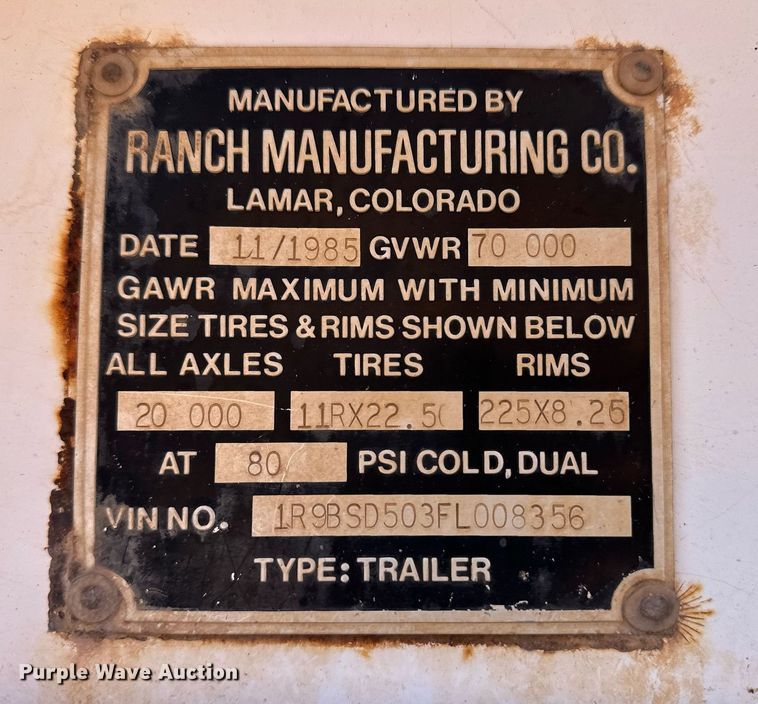 MANUFACTURED BY
RANCH MANUFACTURING CO.
LAMAR, COLORADO
DATE 11/1985 GVWR 70 000
GAWR MAXIMUM WITH MINIMUM
SIZE TIRES & RIMS SHOWN BELOW
ALL AXLES TIRES RIMS
20 000 11RX22.50 225X8.25
AT 80 PSI COLD, DUAL
VIN NO. 1R9BSD503FL008356
TYPE: TRAILER
Purple Wave Auction